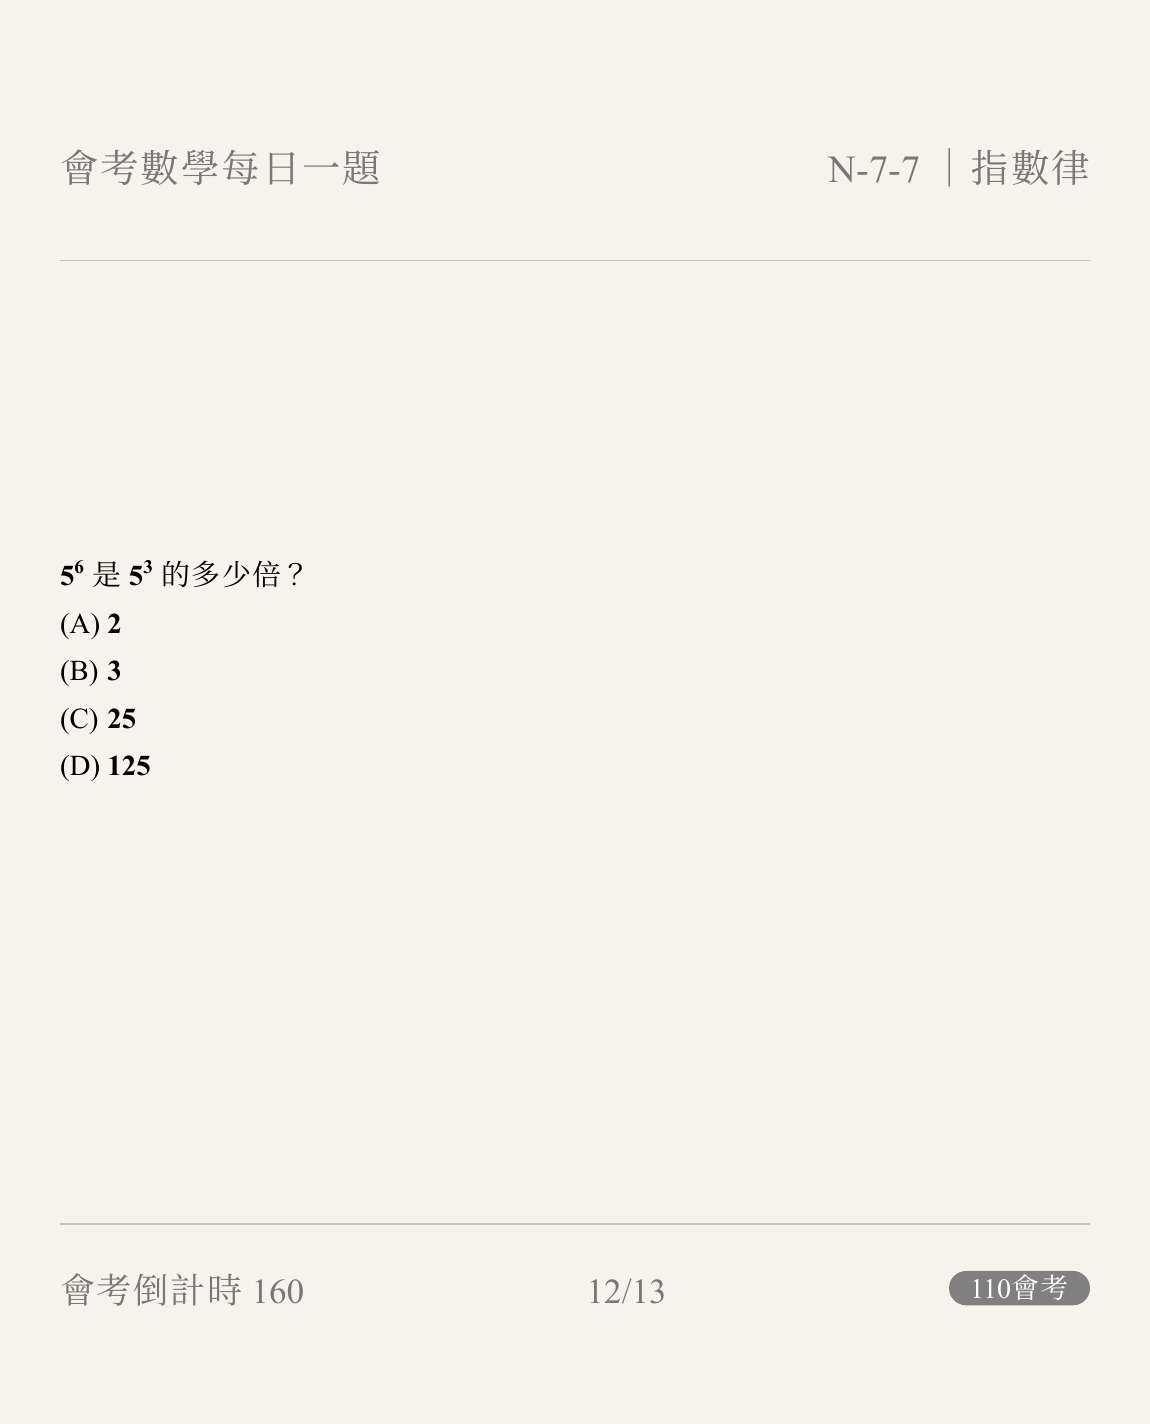 會考數學每日一題
N-7-7｜指數律
5⁶ 是 5³ 的多少倍？
(A) 2
(B) 3
(C) 25
(D) 125
會考倒計時 160
12/13
110會考